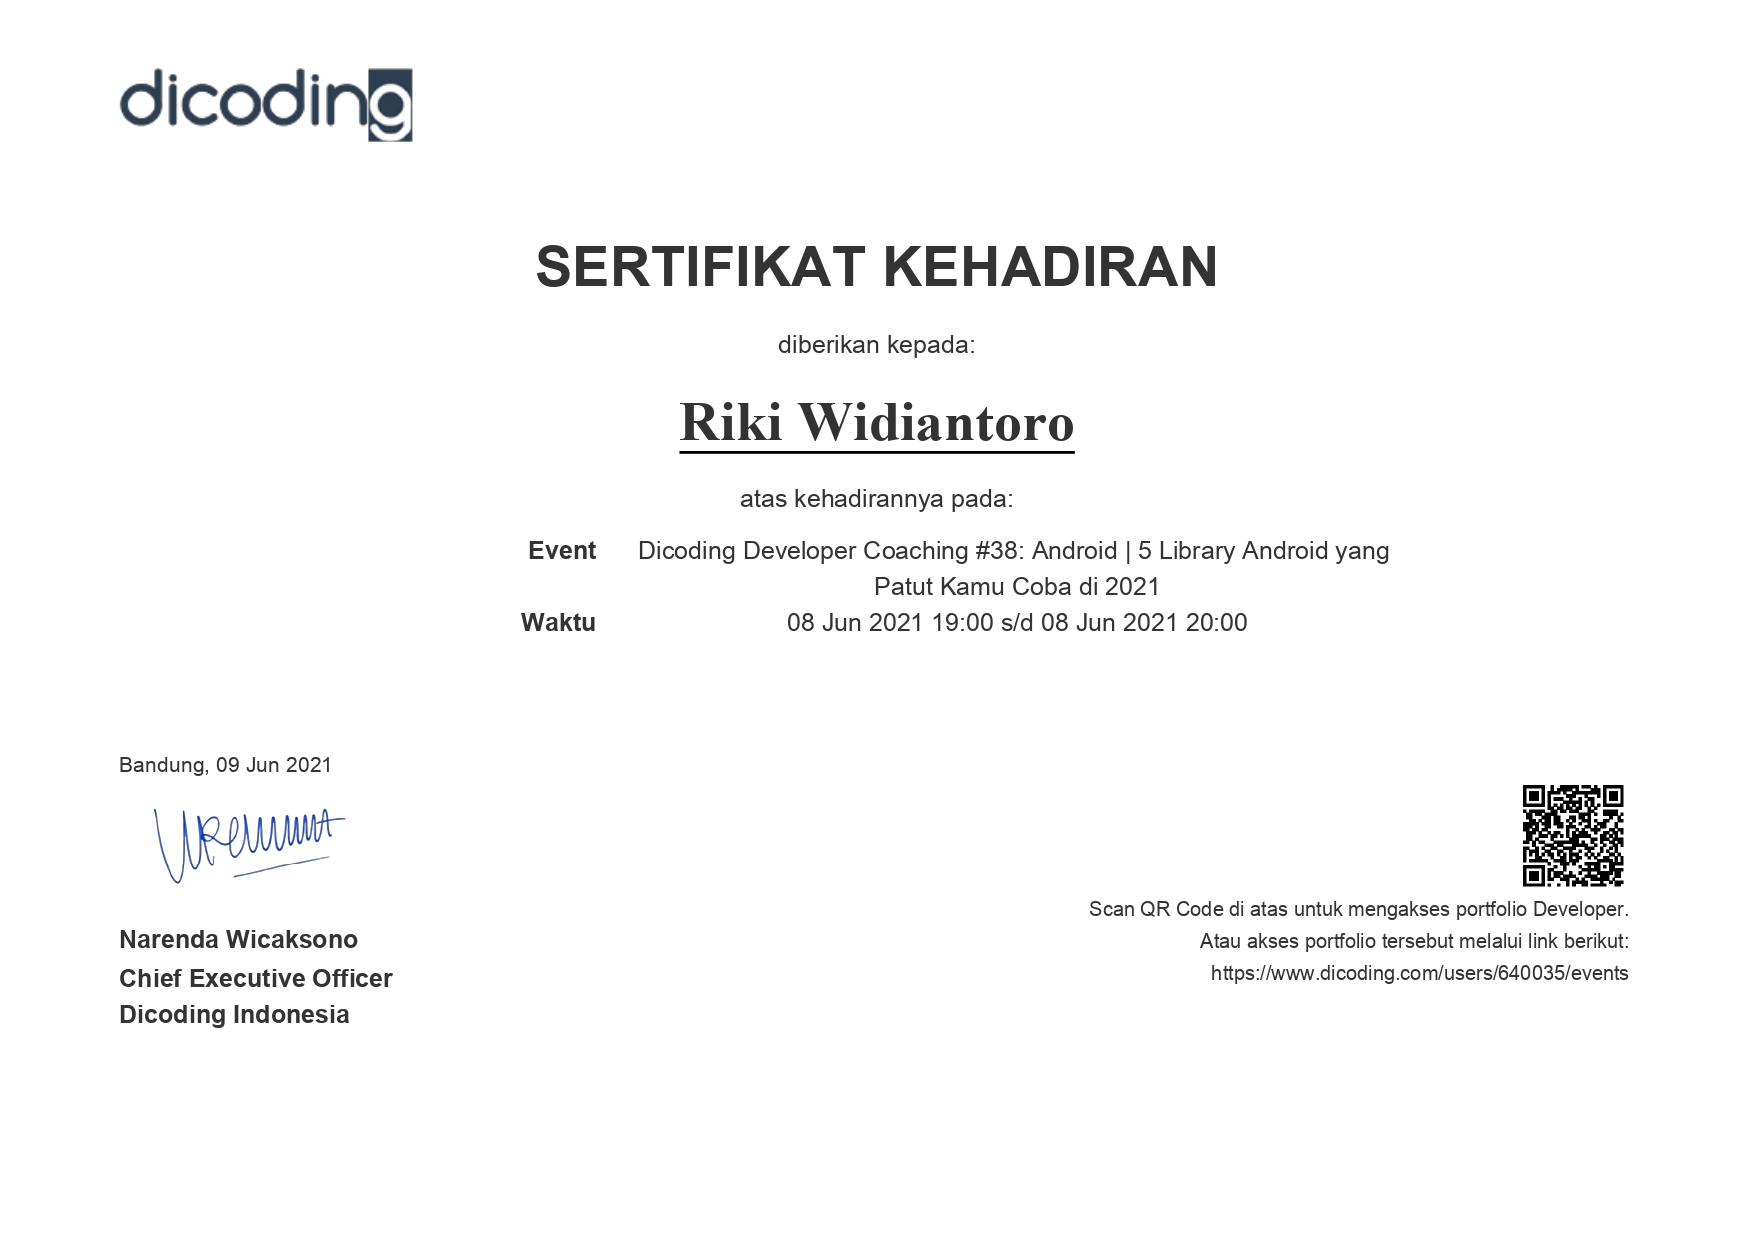 dicoding
SERTIFIKAT KEHADIRAN
diberikan kepada:
Riki Widiantoro
atas kehadirannya pada:
Event Dicoding Developer Coaching #38: Android | 5 Library Android yang
Patut Kamu Coba di 2021
Waktu 08 Jun 2021 19:00 s/d 08 Jun 2021 20:00
Bandung, 09 Jun 2021
Narenda Wicaksono
Chief Executive Officer
Dicoding Indonesia
Scan QR Code di atas untuk mengakses portfolio Developer.
Atau akses portfolio tersebut melalui link berikut:
https://www.dicoding.com/users/640035/events